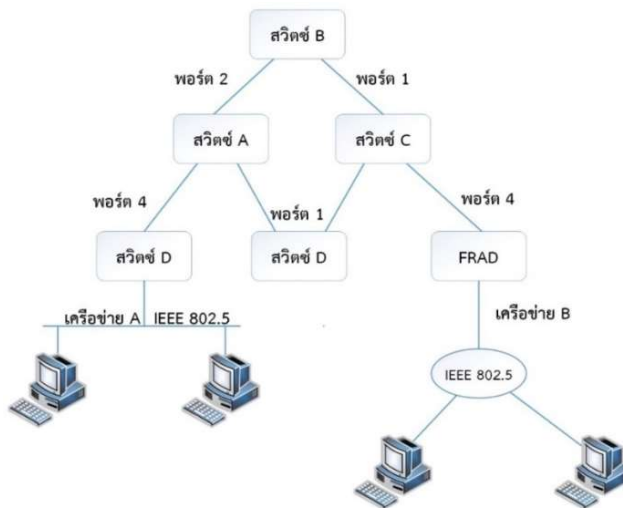 สวิตซ์ B
พอร์ต 2
พอร์ต 1
สวิตซ์ A
สวิตซ์ C
พอร์ต 4
พอร์ต 1
พอร์ต 4
สวิตซ์ D
สวิตซ์ D
FRAD
เครือข่าย A IEEE 802.5
เครือข่าย B
IEEE 802.5